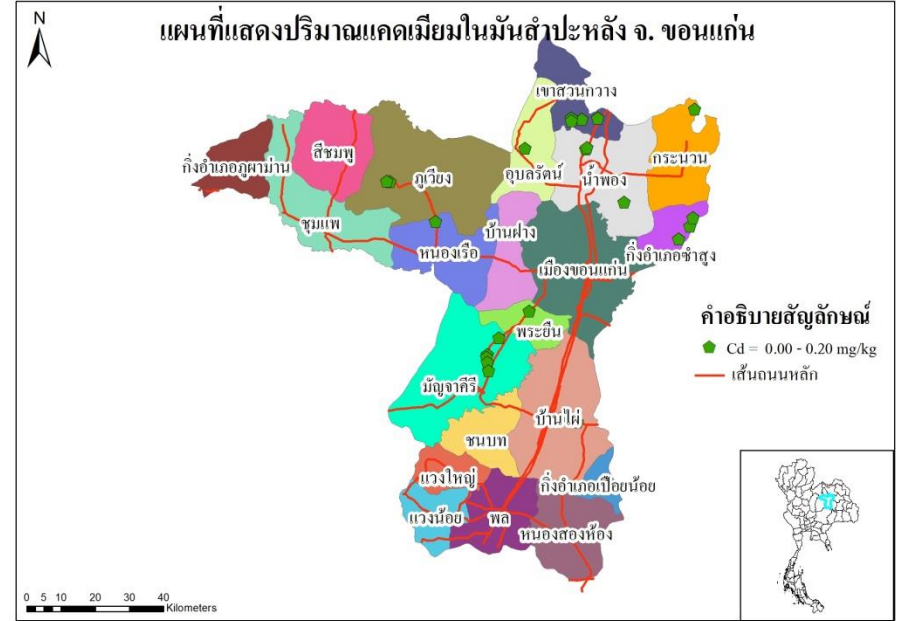 N
แผนที่แสดงปริมาณแคดเมียมในมันสำปะหลัง จ. ขอนแก่น
เขาสวนกวาง
สีชมพู
กิ่งอำเภอภูผาม่าน
ภูเวียง
อุบลรัตน์
น้ำพอง
กระนวน
ชุมแพ
หนองเรือ
บ้านฝาง
เมืองขอนแก่น
กิ่งอำเภอซำสูง
พระยืน
มัญจาคีรี
บ้านไผ่
ชนบท
แวงใหญ่
กิ่งอำเภอเปือยน้อย
แวงน้อย
พล
หนองสองห้อง
คำอธิบายสัญลักษณ์
Cd = 0.00 - 0.20 mg/kg
เส้นถนนหลัก
0 5 10 20 30 40
Kilometers